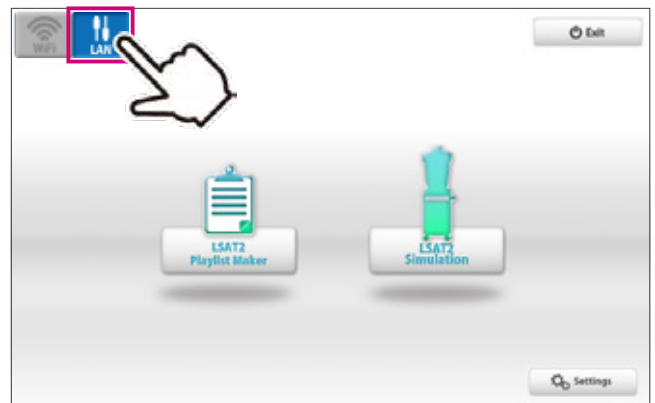 WiFi
LAN
Exit
LSAT2
Playlist Maker
LSAT2
Simulation
Settings